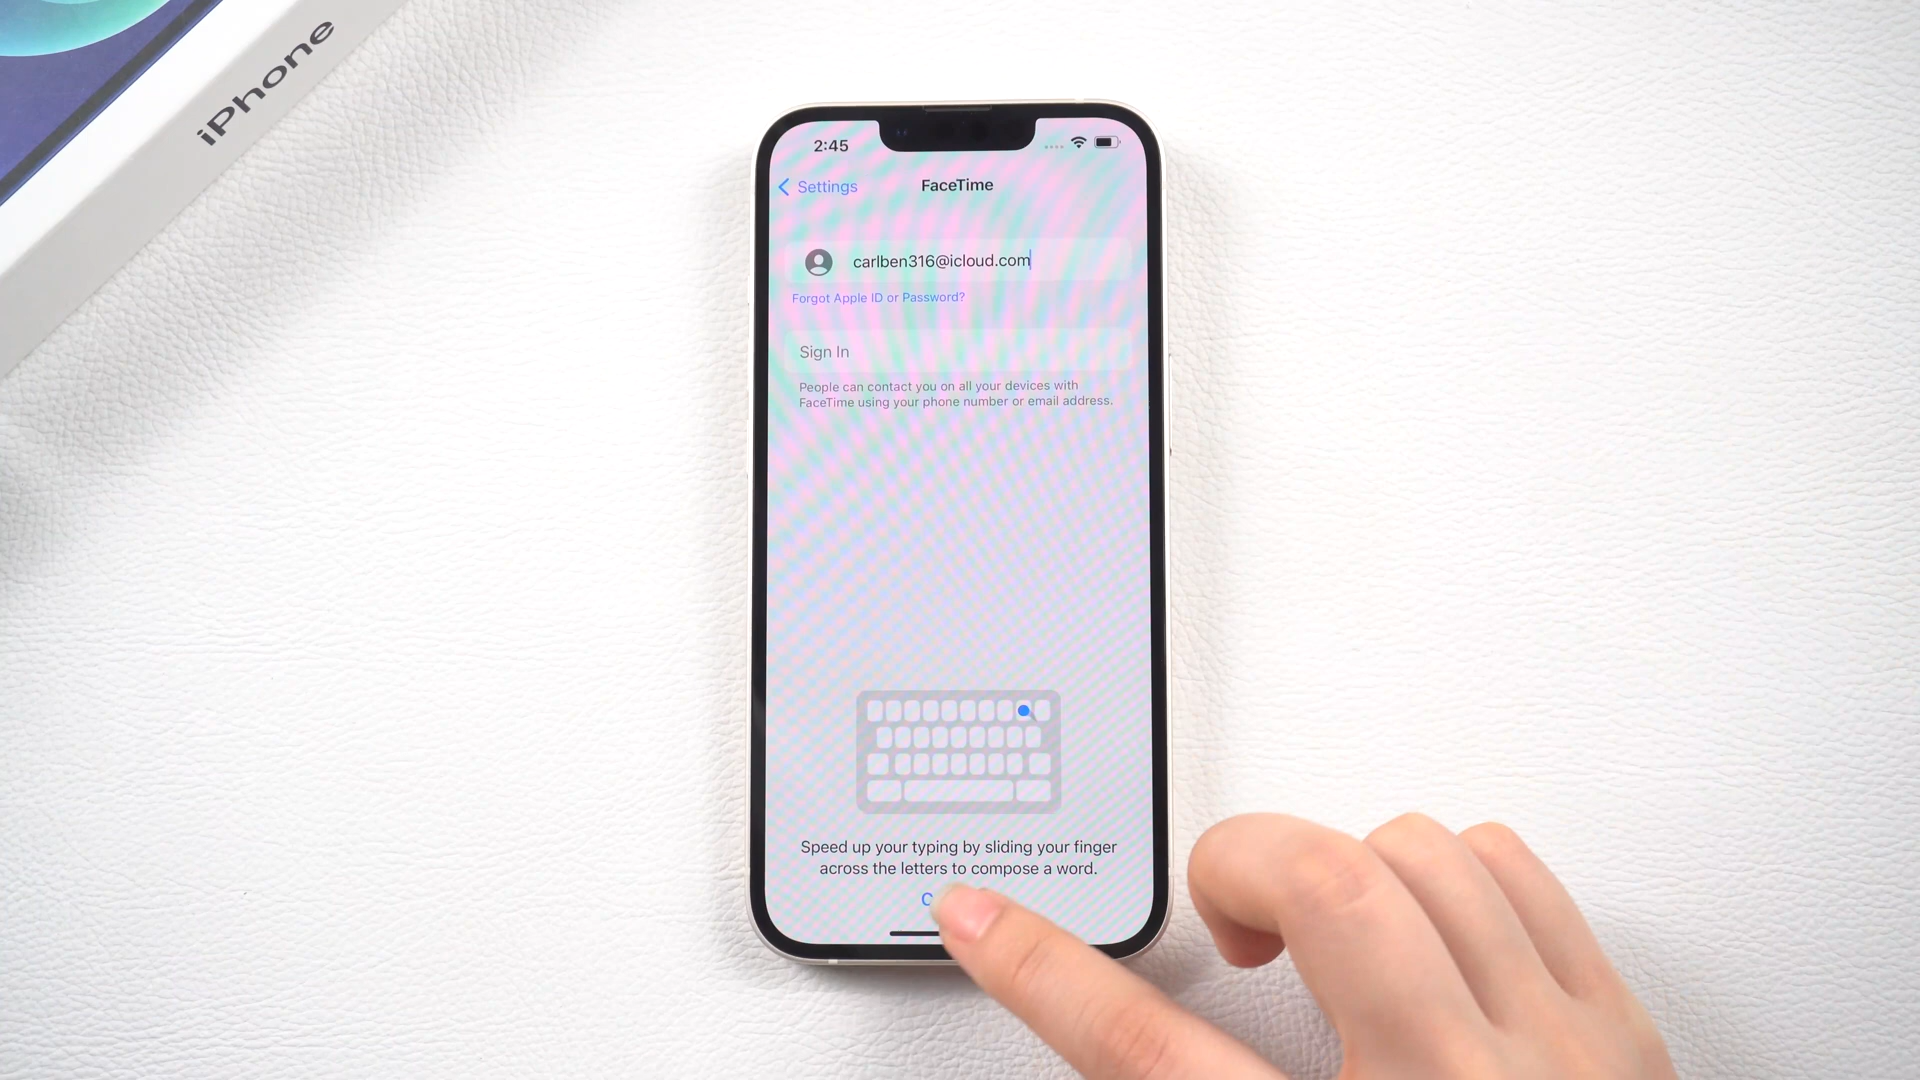 iPhone
2:45
Settings
FaceTime
carlben316@icloud.com
Forgot Apple ID or Password?
Sign In
People can contact you on all your devices with
FaceTime using your phone number or email address.
Speed up your typing by sliding your finger
across the letters to compose a word.